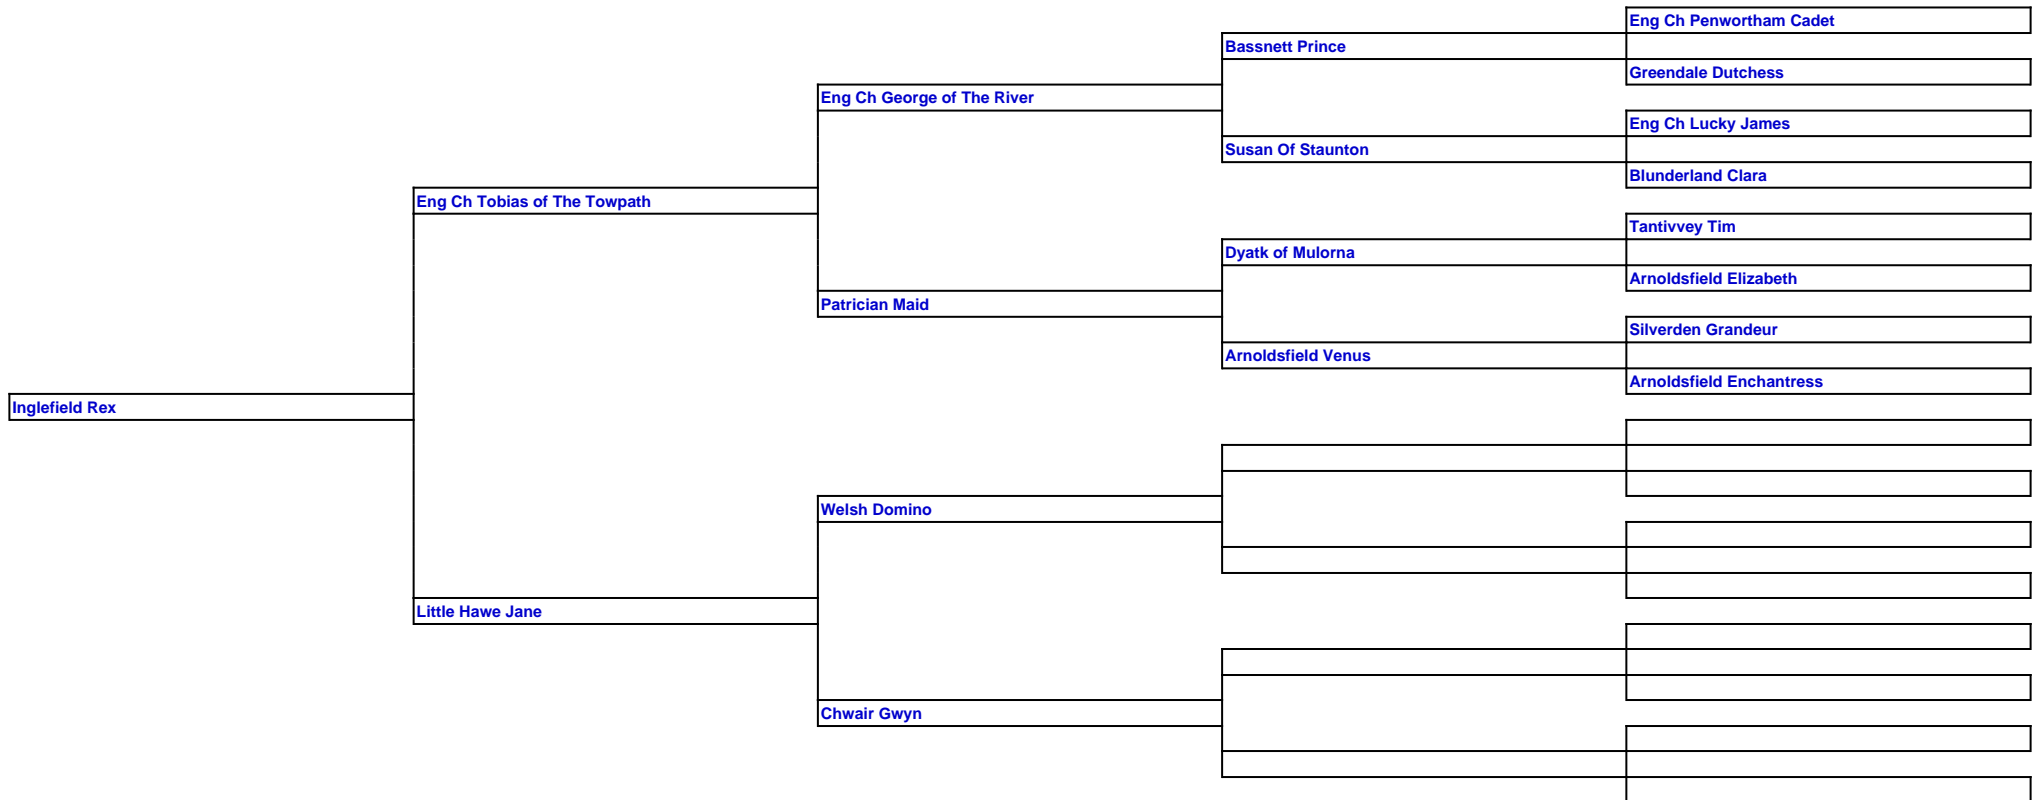 Eng Ch Penwortham Cadet
Bassnett Prince
Greendale Dutchess
Eng Ch George of The River
Eng Ch Lucky James
Susan Of Staunton
Blunderland Clara
Eng Ch Tobias of The Towpath
Tantivvey Tim
Dyatk of Mulorna
Arnoldsfield Elizabeth
Patrician Maid
Silverden Grandeur
Arnoldsfield Venus
Arnoldsfield Enchantress
Inglefield Rex
Welsh Domino
Little Hawe Jane
Chwair Gwyn